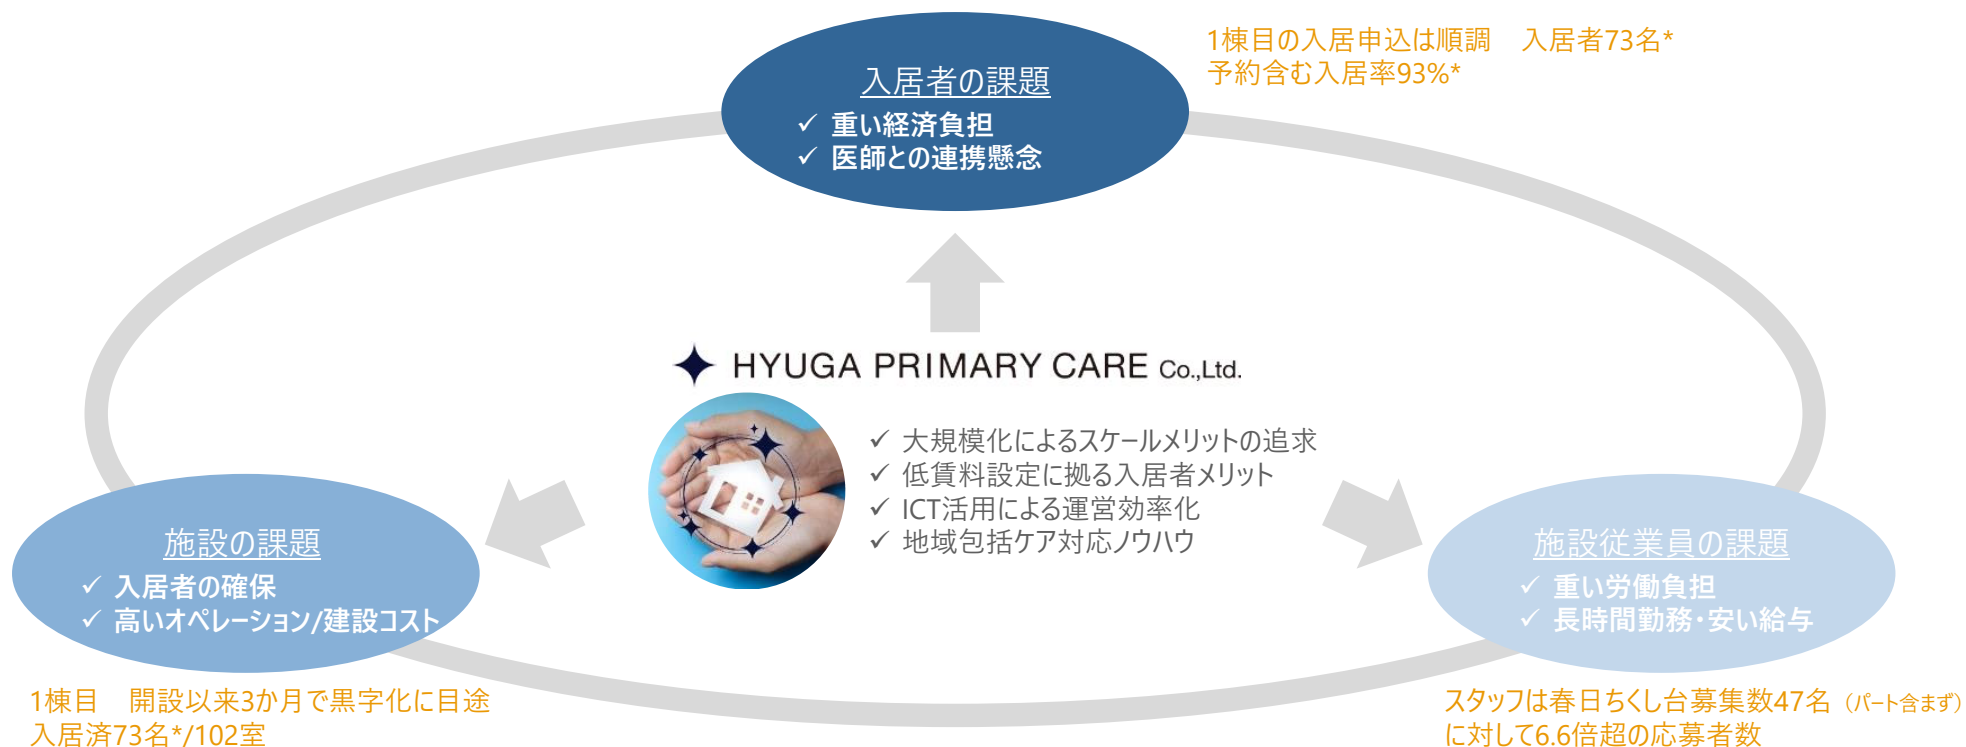 1棟目の入居申込は順調　入居者73名*
予約含む入居率93%*
入居者の課題
✓ 重い経済負担
✓ 医師との連携懸念
HYUGA PRIMARY CARE Co.,Ltd.
✓ 大規模化によるスケールメリットの追求
✓ 低賃料設定に拠る入居者メリット
✓ ICT活用による運営効率化
✓ 地域包括ケア対応ノウハウ
施設の課題
✓ 入居者の確保
✓ 高いオペレーション/建設コスト
1棟目　開設以来3か月で黒字化に目途
入居済73名*/102室
施設従業員の課題
✓ 重い労働負担
✓ 長時間勤務・安い給与
スタッフは春日ちくし台募集数47名（パート含まず）
に対して6.6倍超の応募者数